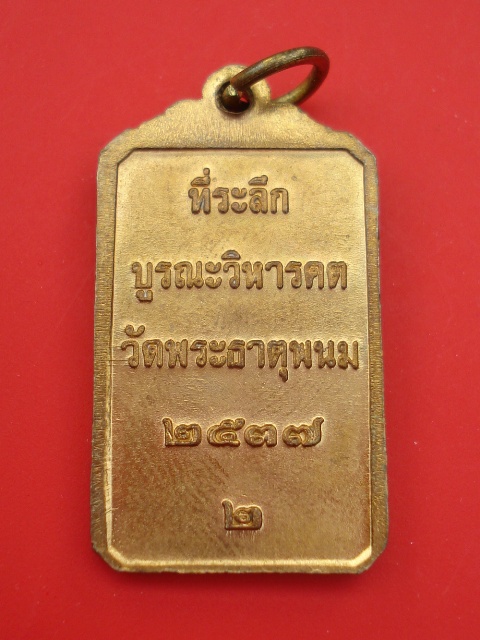 ที่ระลึก
บูรณะวิหารคต
วัดพระธาตุพนม
๒๕๓๗
๒